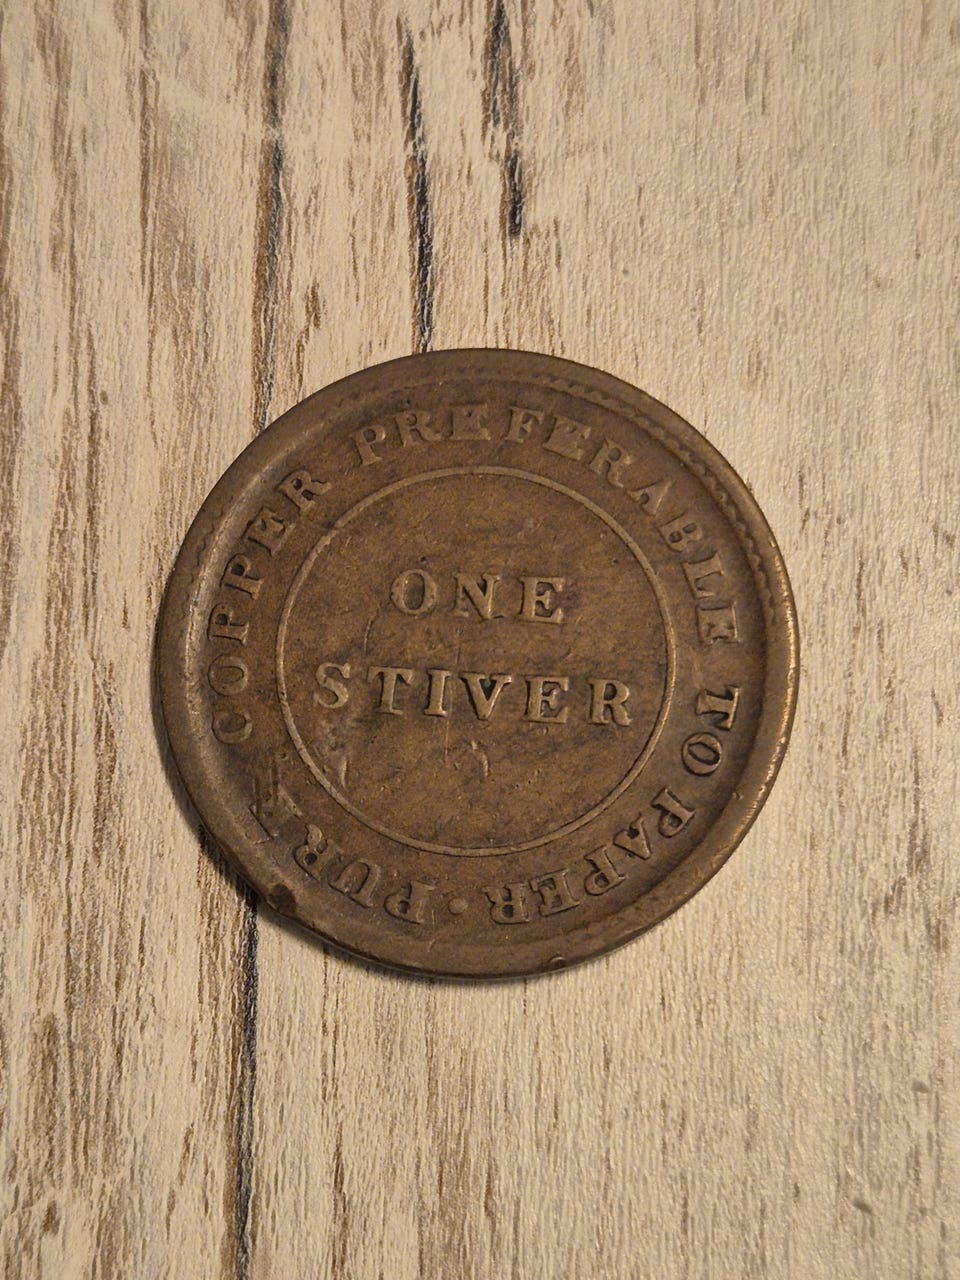 PURE COPPER PREFERABLE TO PAPER ·
ONE
STIVER